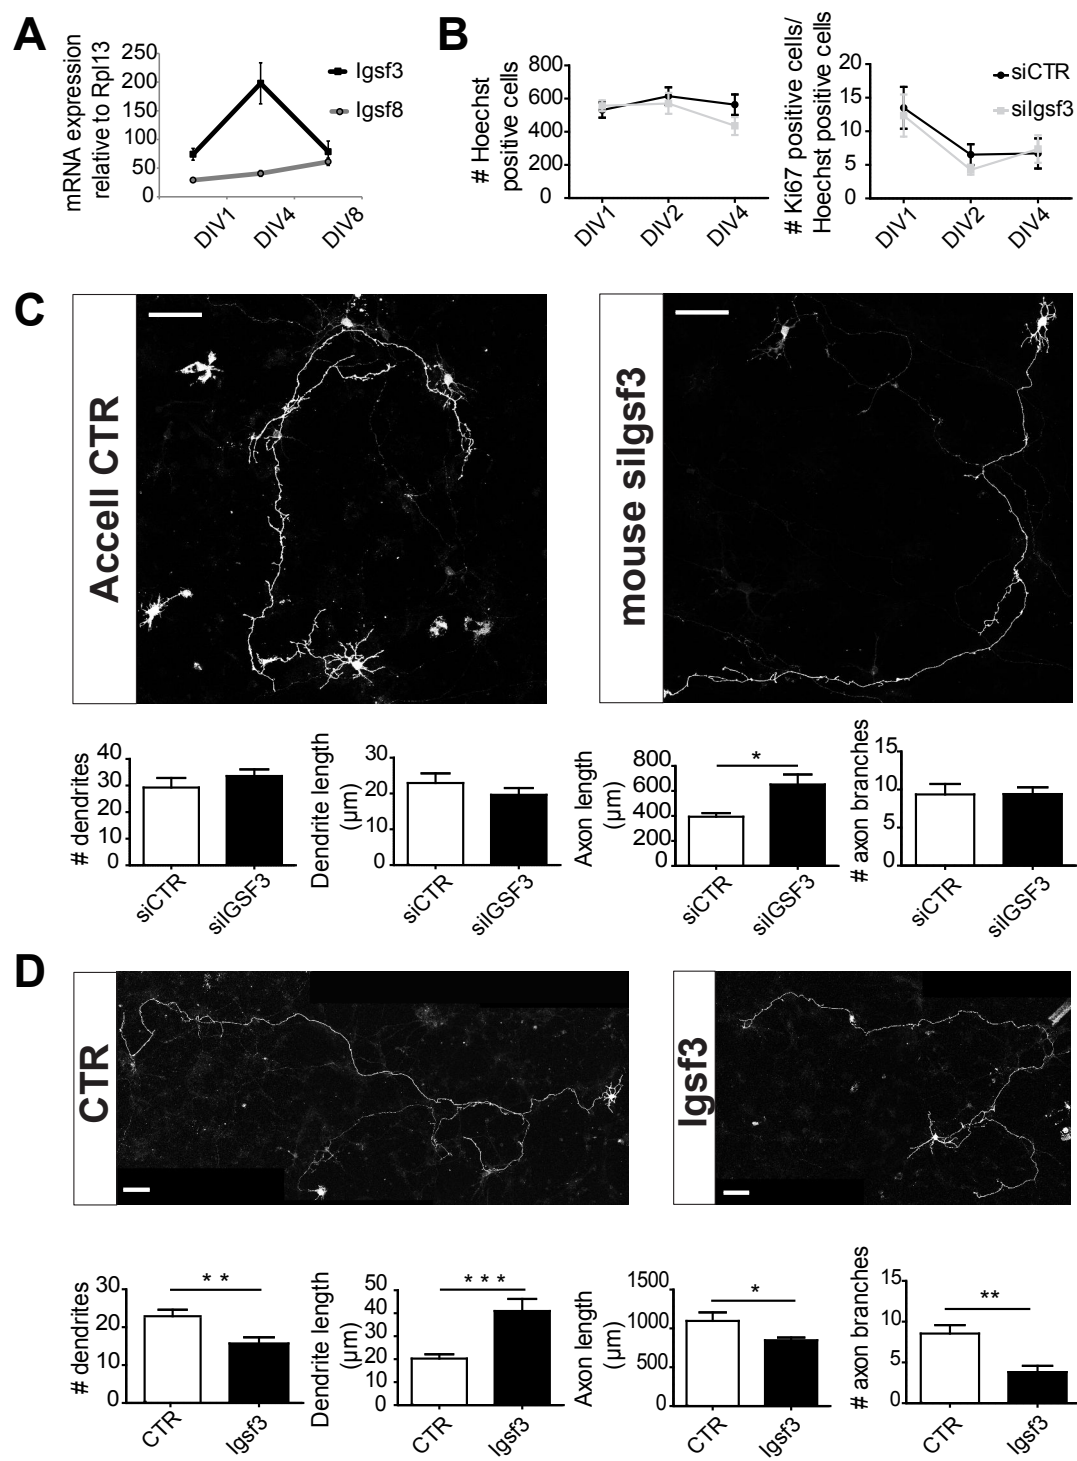 A
mRNA expression
relative to Rpl13
250
200
150
100
50
0
DIV1
DIV4
DIV8
Igsf3
Igsf8
B
# Hoechst
positive cells
800
600
400
200
0
DIV1
DIV2
DIV4
# Ki67 positive cells/
Hoechst positive cells
20
15
10
5
0
DIV1
DIV2
DIV4
siCTR
siIgsf3
C
Accell CTR
mouse siIgsf3
# dendrites
40
30
20
10
0
siCTR
siIGSF3
Dendrite length
(µm)
30
20
10
0
siCTR
siIGSF3
Axon length
(µm)
800
600
400
200
0
*
siCTR
siIGSF3
# axon branches
15
10
5
0
siCTR
siIGSF3
D
CTR
Igsf3
# dendrites
30
20
10
0
* *
CTR
Igsf3
Dendrite length
(µm)
50
40
30
20
10
0
* * *
CTR
Igsf3
Axon length
(µm)
1500
1000
500
0
*
CTR
Igsf3
# axon branches
15
10
5
0
**
CTR
Igsf3